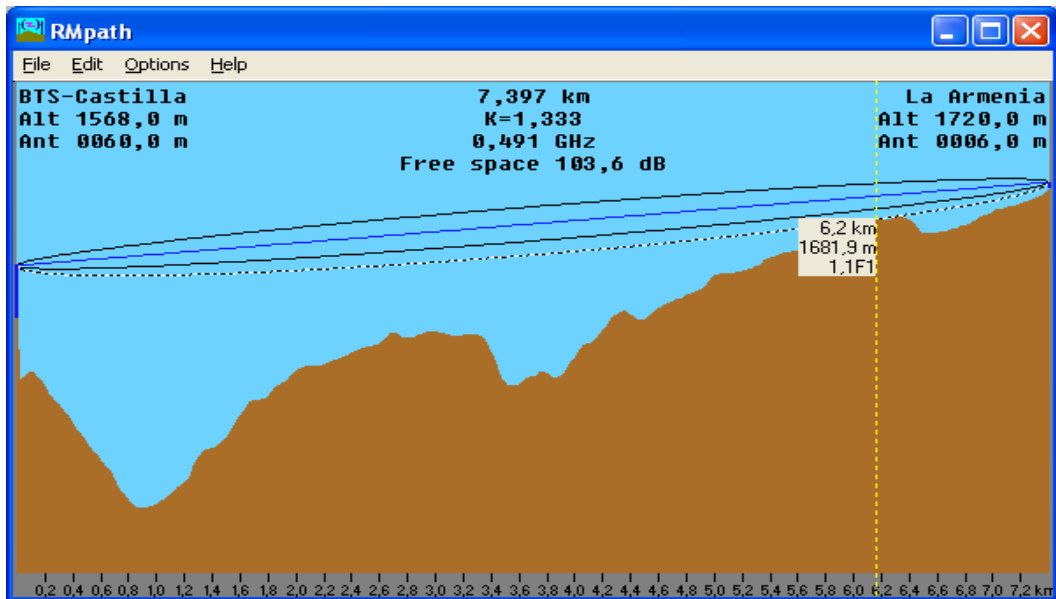 RMpath
File Edit Options Help
BTS-Castilla 7,397 km La Armenia
Alt 1568,0 m K=1,333 Alt 1720,0 m
Ant 0060,0 m 0,491 GHz Ant 0006,0 m
Free space 103,6 dB
6,2 km
1681,9 m
1,1F1
0,2 0,4 0,6 0,8 1,0 1,2 1,4 1,6 1,8 2,0 2,2 2,4 2,6 2,8 3,0 3,2 3,4 3,6 3,8 4,0 4,2 4,4 4,6 4,8 5,0 5,2 5,4 5,6 5,8 6,0 6,2 6,4 6,6 6,8 7,0 7,2 km